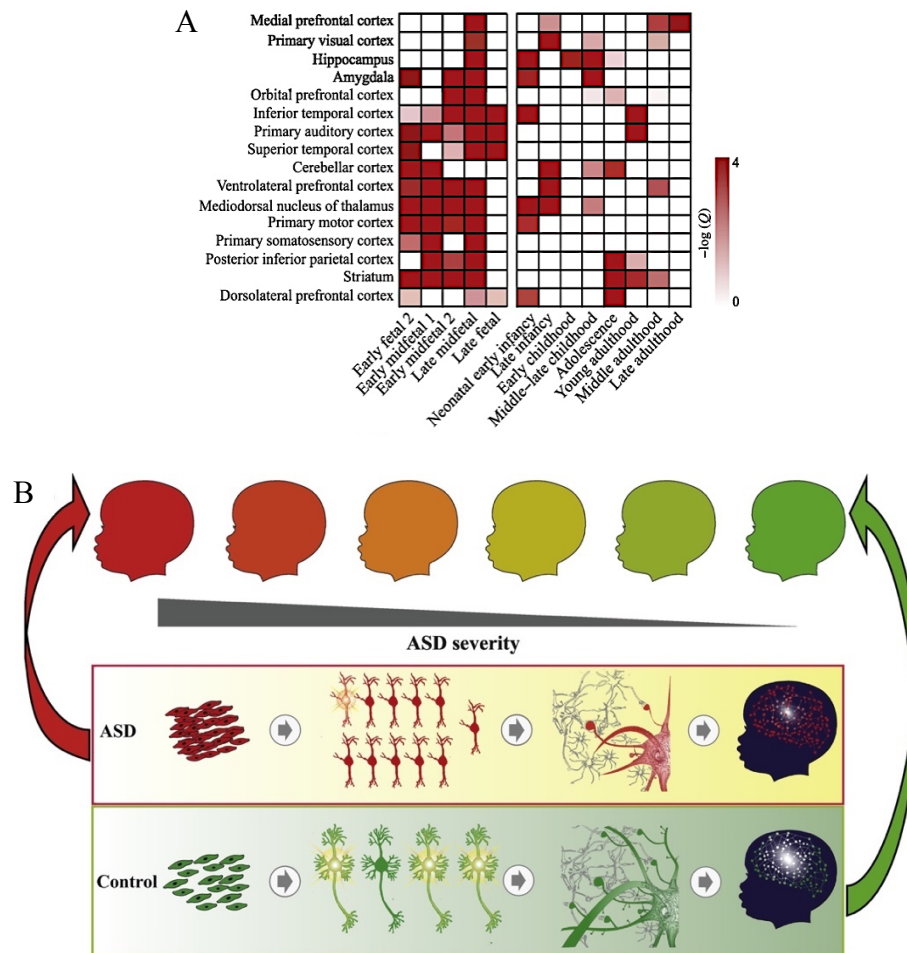 A
Medial prefrontal cortex
Primary visual cortex
Hippocampus
Amygdala
Orbital prefrontal cortex
Inferior temporal cortex
Primary auditory cortex
Superior temporal cortex
Cerebellar cortex
Ventrolateral prefrontal cortex
Mediodorsal nucleus of thalamus
Primary motor cortex
Primary somatosensory cortex
Posterior inferior parietal cortex
Striatum
Dorsolateral prefrontal cortex
Early fetal 2
Early midfetal 1
Early midfetal 2
Late midfetal
Late fetal
Neonatal early infancy
Late infancy
Early childhood
Middle-late childhood
Adolescence
Young adulthood
Middle adulthood
Late adulthood
4
-log (Q)
0
B
ASD severity
ASD
Control